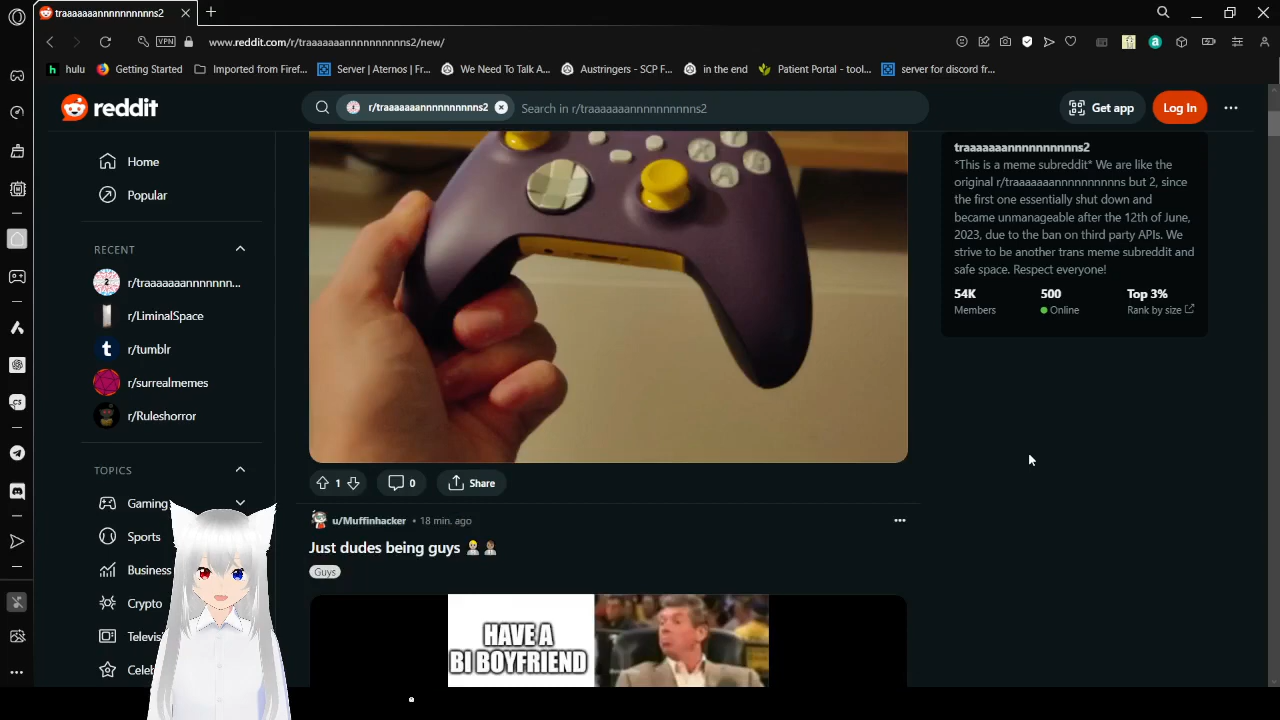 traaaaaaannnnnnnnnns2
VPN
www.reddit.com/r/traaaaaaannnnnnnnnns2/new/
hulu
Getting Started
Imported from Firef...
Server | Aternos | Fr...
We Need To Talk A...
Austringers - SCP F...
in the end
Patient Portal - tool...
server for discord fr...
reddit
r/traaaaaaannnnnnnnnns2
Search in r/traaaaaaannnnnnnnnns2
Get app
Log In
Home
Popular
RECENT
r/traaaaaaannnnnnn...
r/LiminalSpace
r/tumblr
r/surrealmemes
r/Ruleshorror
TOPICS
Gaming
Sports
Business
Crypto
Televisi
Celeb
X
A
B
1
0
Share
u/Muffinhacker • 18 min. ago
Just dudes being guys
Guys
HAVE A
BI BOYFRIEND
traaaaaaannnnnnnnnns2
*This is a meme subreddit* We are like the
original r/traaaaaaannnnnnnnnns but 2, since
the first one essentially shut down and
became unmanageable after the 12th of June,
2023, due to the ban on third party APIs. We
strive to be another trans meme subreddit and
safe space. Respect everyone!
54K
Members
500
Online
Top 3%
Rank by size